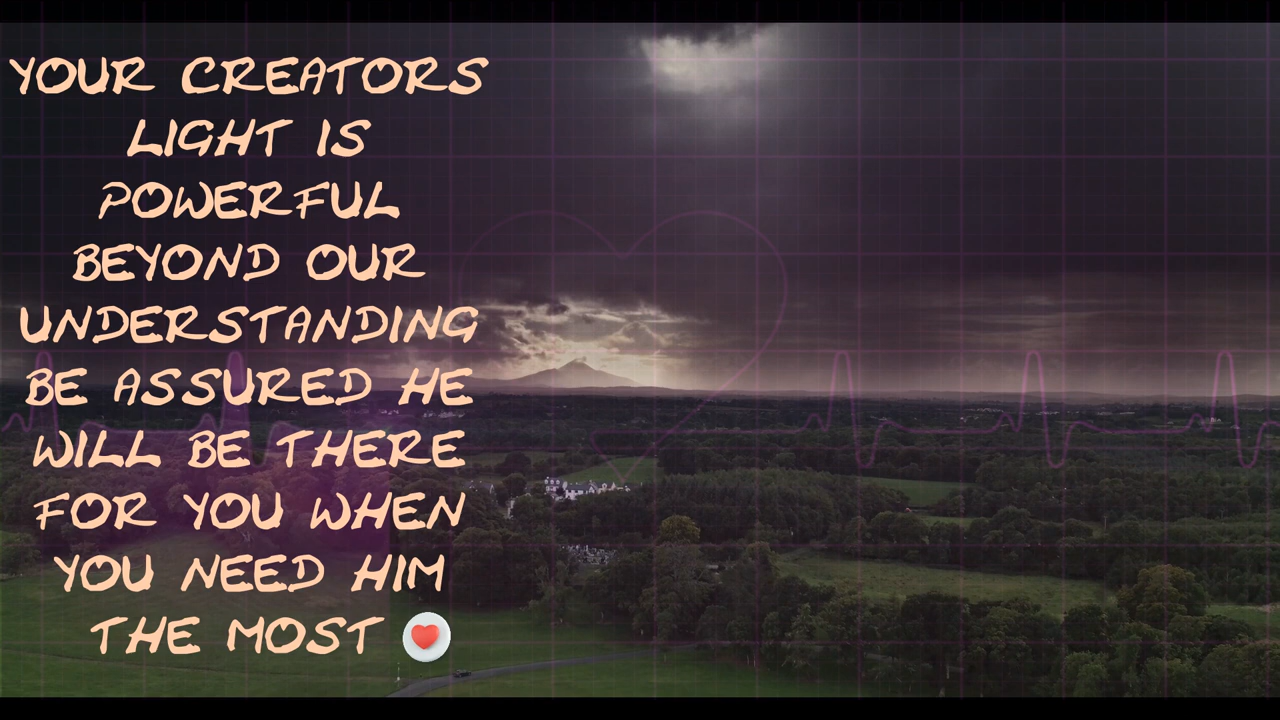 YOUR CREATORS
LIGHT IS
POWERFUL
BEYOND OUR
UNDERSTANDING
BE ASSURED HE
WILL BE THERE
FOR YOU WHEN
YOU NEED HIM
THE MOST